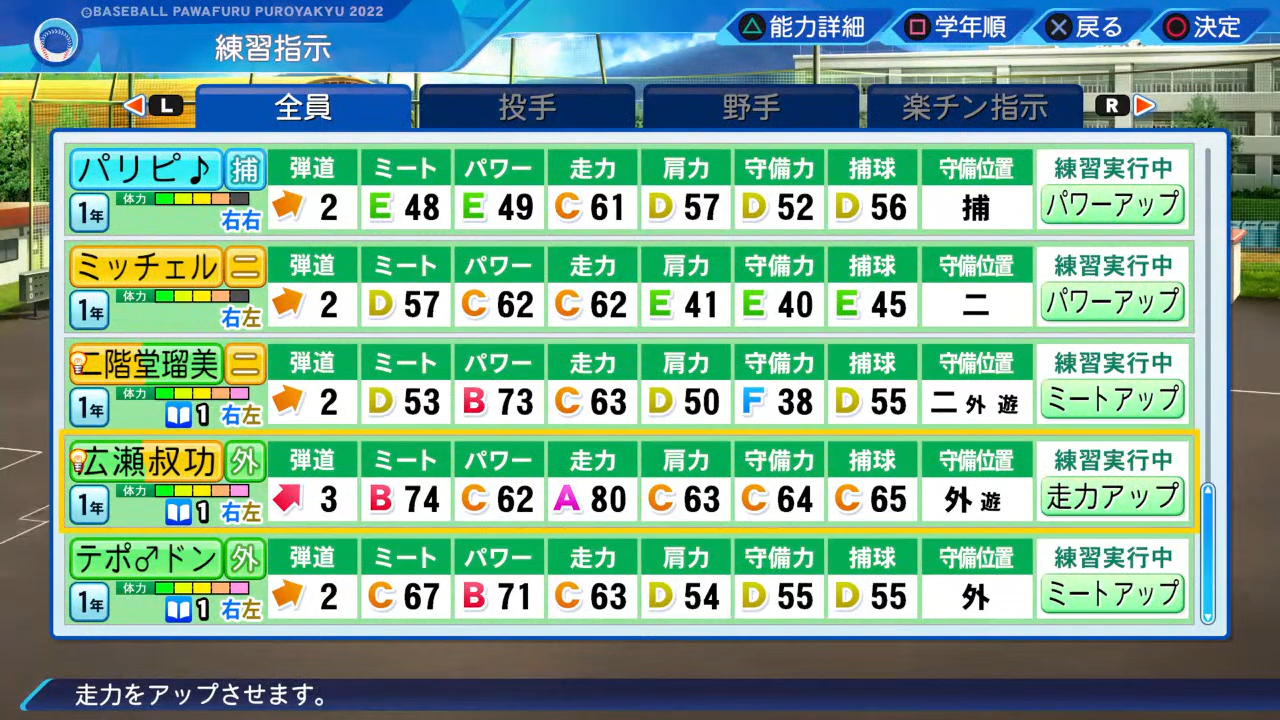 ©BASEBALL PAWAFURU PUROYAKYU 2022
練習指示
能力詳細 学年順 戻る 決定
L 全員 投手 野手 楽チン指示 R
パリピ♪ 捕 弾道 ミート パワー 走力 肩力 守備力 捕球 守備位置 練習実行中
1年 体力 右右 2 E 48 E 49 C 61 D 57 D 52 D 56 捕 パワーアップ
ミッチェル 二 弾道 ミート パワー 走力 肩力 守備力 捕球 守備位置 練習実行中
1年 体力 右左 2 D 57 C 62 C 62 E 41 E 40 E 45 二 パワーアップ
二階堂瑠美 二 弾道 ミート パワー 走力 肩力 守備力 捕球 守備位置 練習実行中
1年 体力 1 右左 2 D 53 B 73 C 63 D 50 F 38 D 55 二 外 遊 ミートアップ
広瀬叔功 外 弾道 ミート パワー 走力 肩力 守備力 捕球 守備位置 練習実行中
1年 体力 1 右左 3 B 74 C 62 A 80 C 63 C 64 C 65 外 遊 走力アップ
テポ♂ドン 外 弾道 ミート パワー 走力 肩力 守備力 捕球 守備位置 練習実行中
1年 体力 1 右左 2 C 67 B 71 C 63 D 54 D 55 D 55 外 ミートアップ
走力をアップさせます。